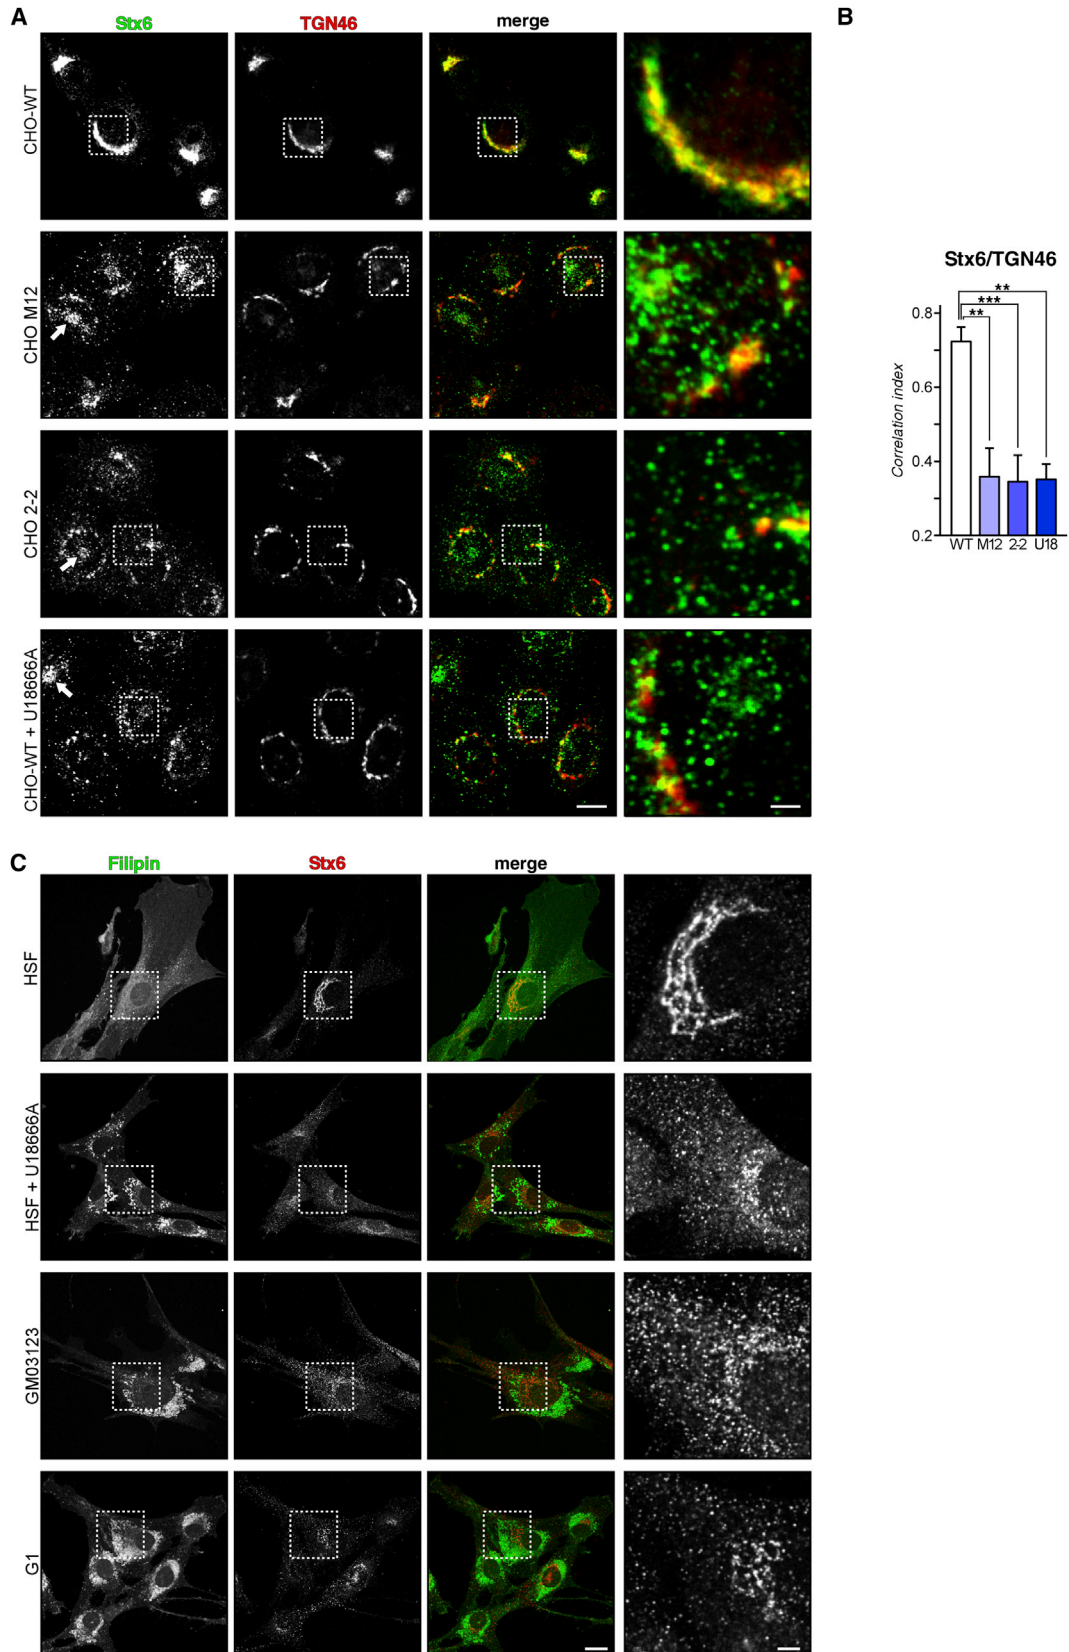 A
Stx6 TGN46 merge
CHO-WT
CHO M12
CHO 2-2
CHO-WT + U18666A
B
Stx6/TGN46
**
***
**
0.8
0.6
0.4
0.2
Correlation index
WT M12 2-2 U18
C
Filipin Stx6 merge
HSF
HSF + U18666A
GM03123
G1